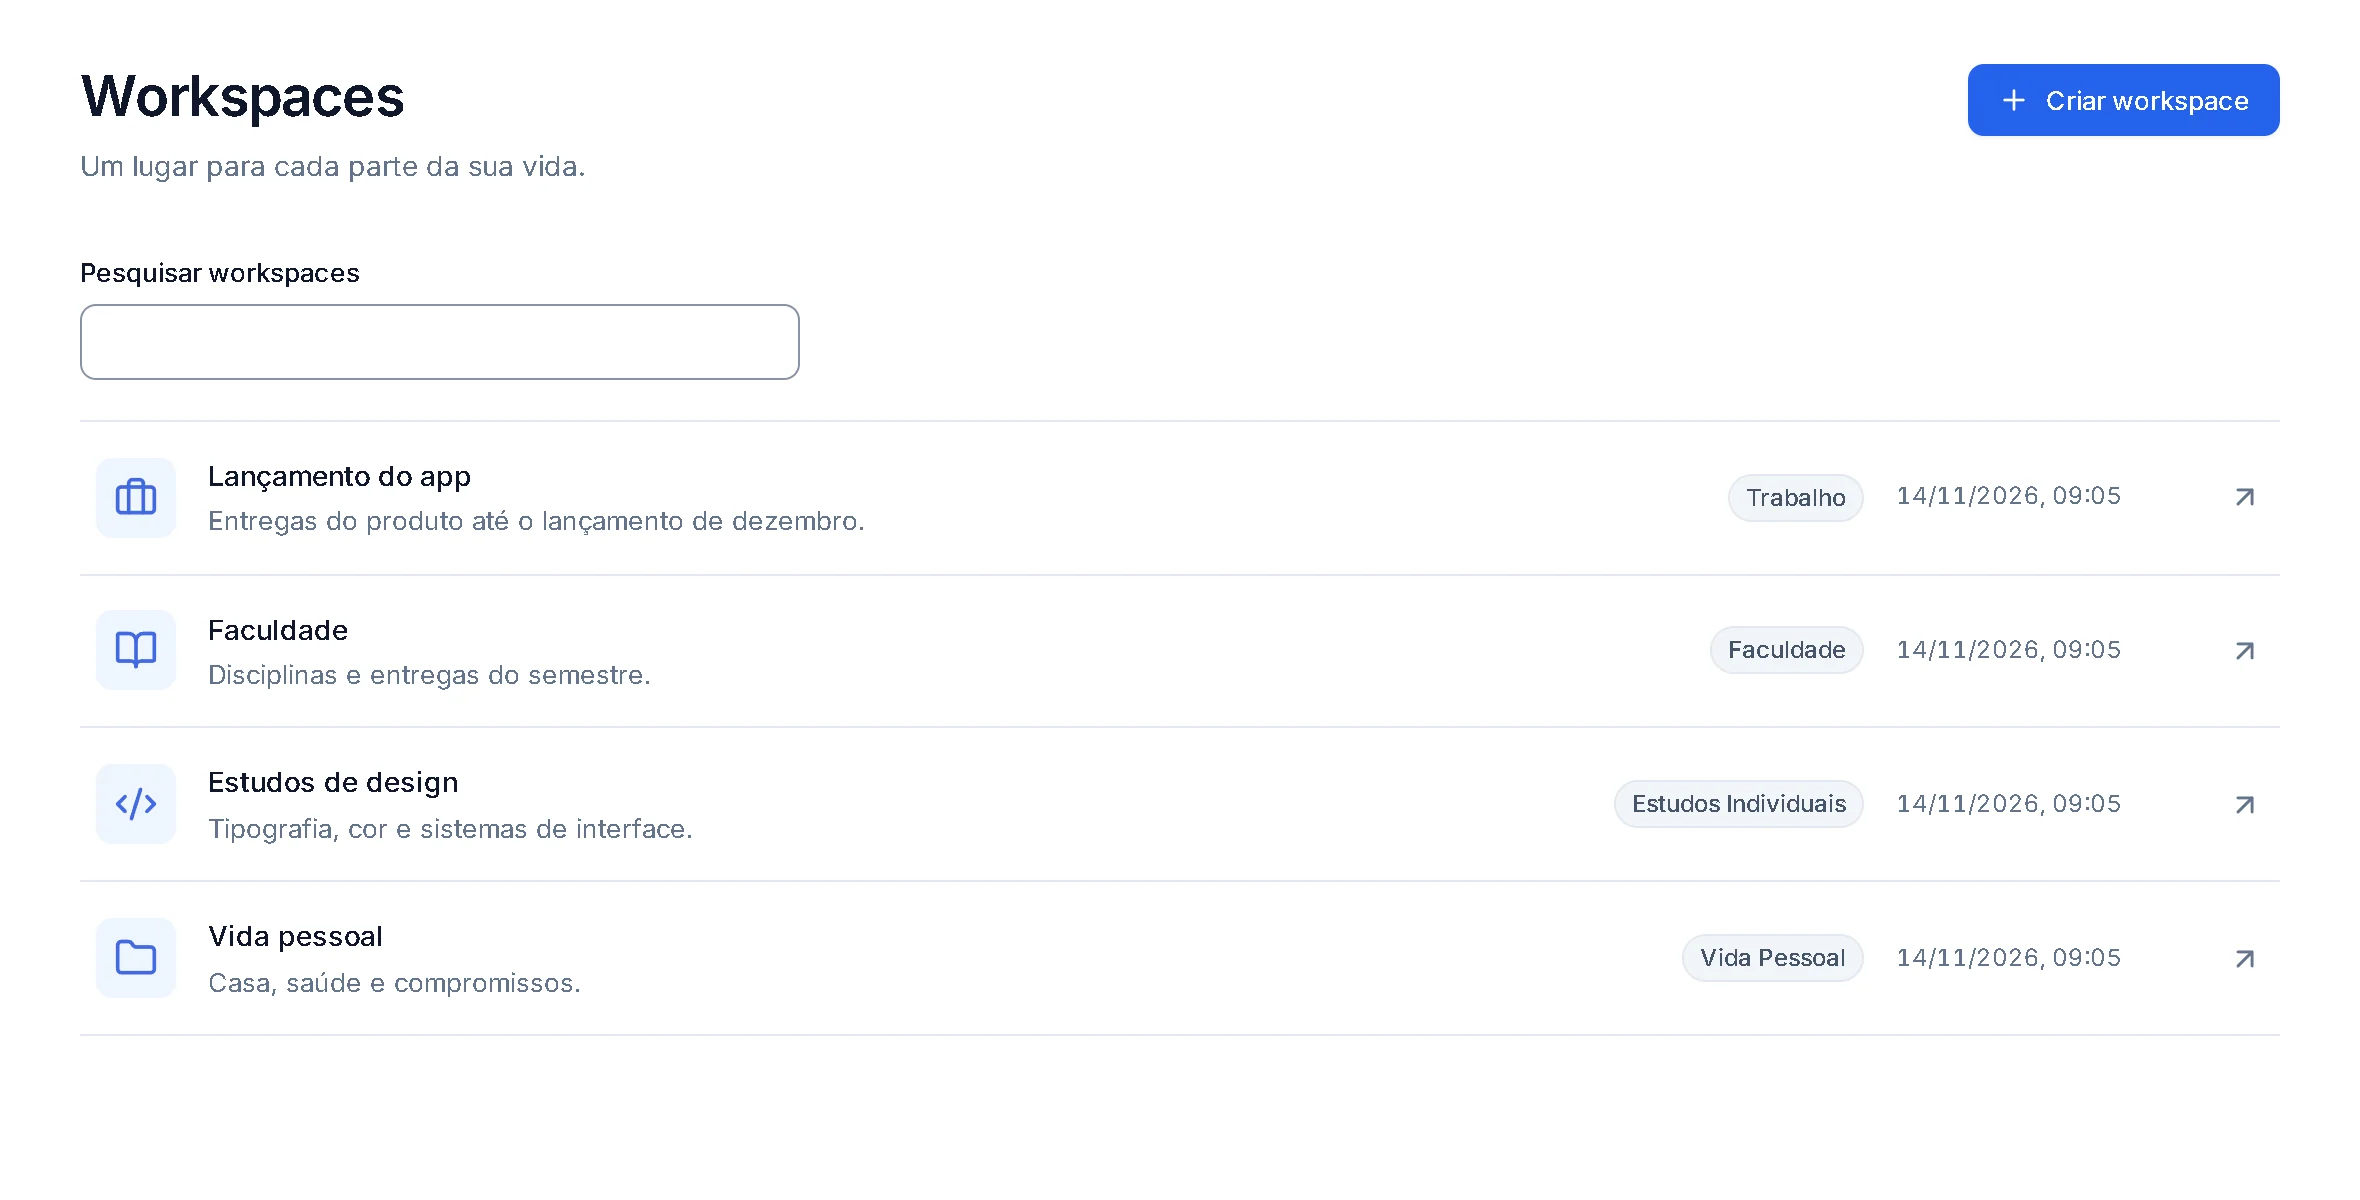 Workspaces
Criar workspace
Um lugar para cada parte da sua vida.
Pesquisar workspaces
Lançamento do app
Entregas do produto até o lançamento de dezembro.
Trabalho
14/11/2026, 09:05
Faculdade
Disciplinas e entregas do semestre.
Faculdade
14/11/2026, 09:05
Estudos de design
Tipografia, cor e sistemas de interface.
Estudos Individuais
14/11/2026, 09:05
Vida pessoal
Casa, saúde e compromissos.
Vida Pessoal
14/11/2026, 09:05